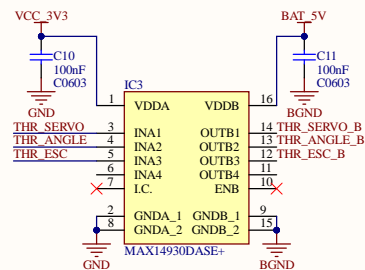 VCC_3V3
BAT_5V
C10
100nF
C0603
GND
C11
100nF
C0603
BGND
IC3
1 VDDA VDDB 16
THR_SERVO 3 INA1 OUTB1 14 THR_SERVO_B
THR_ANGLE 4 INA2 OUTB2 13 THR_ANGLE_B
THR_ESC 5 INA3 OUTB3 12 THR_ESC_B
6 INA4 OUTB4 11
7 I.C. ENB 10
2 GNDA_1 GNDB_1 9
8 GNDA_2 GNDB_2 15
MAX14930DASE+
GND
BGND